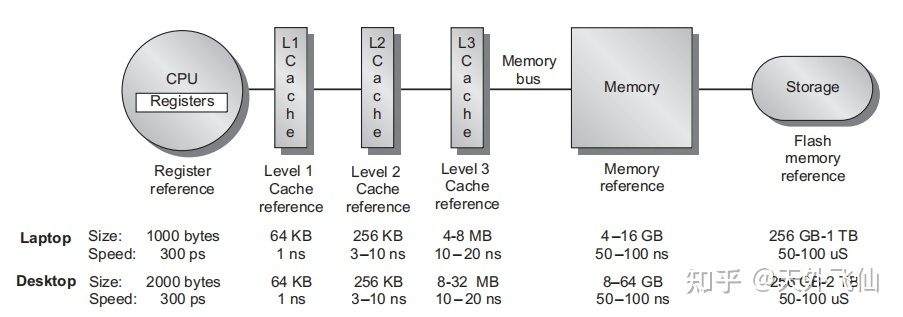 CPU
Registers
L1 Cache
L2 Cache
L3 Cache
Memory
bus
Memory
Storage
Register
reference
Level 1
Cache
reference
Level 2
Cache
reference
Level 3
Cache
reference
Memory
reference
Flash
memory
reference
Laptop Size: 1000 bytes 64 KB 256 KB 4-8 MB 4–16 GB 256 GB-1 TB
Speed: 300 ps 1 ns 3–10 ns 10–20 ns 50–100 ns 50-100 uS
Desktop Size: 2000 bytes 64 KB 256 KB 8-32 MB 8–64 GB 256 GB-2 TB
Speed: 300 ps 1 ns 3–10 ns 10–20 ns 50–100 ns 50-100 uS
知乎 @天外飞仙